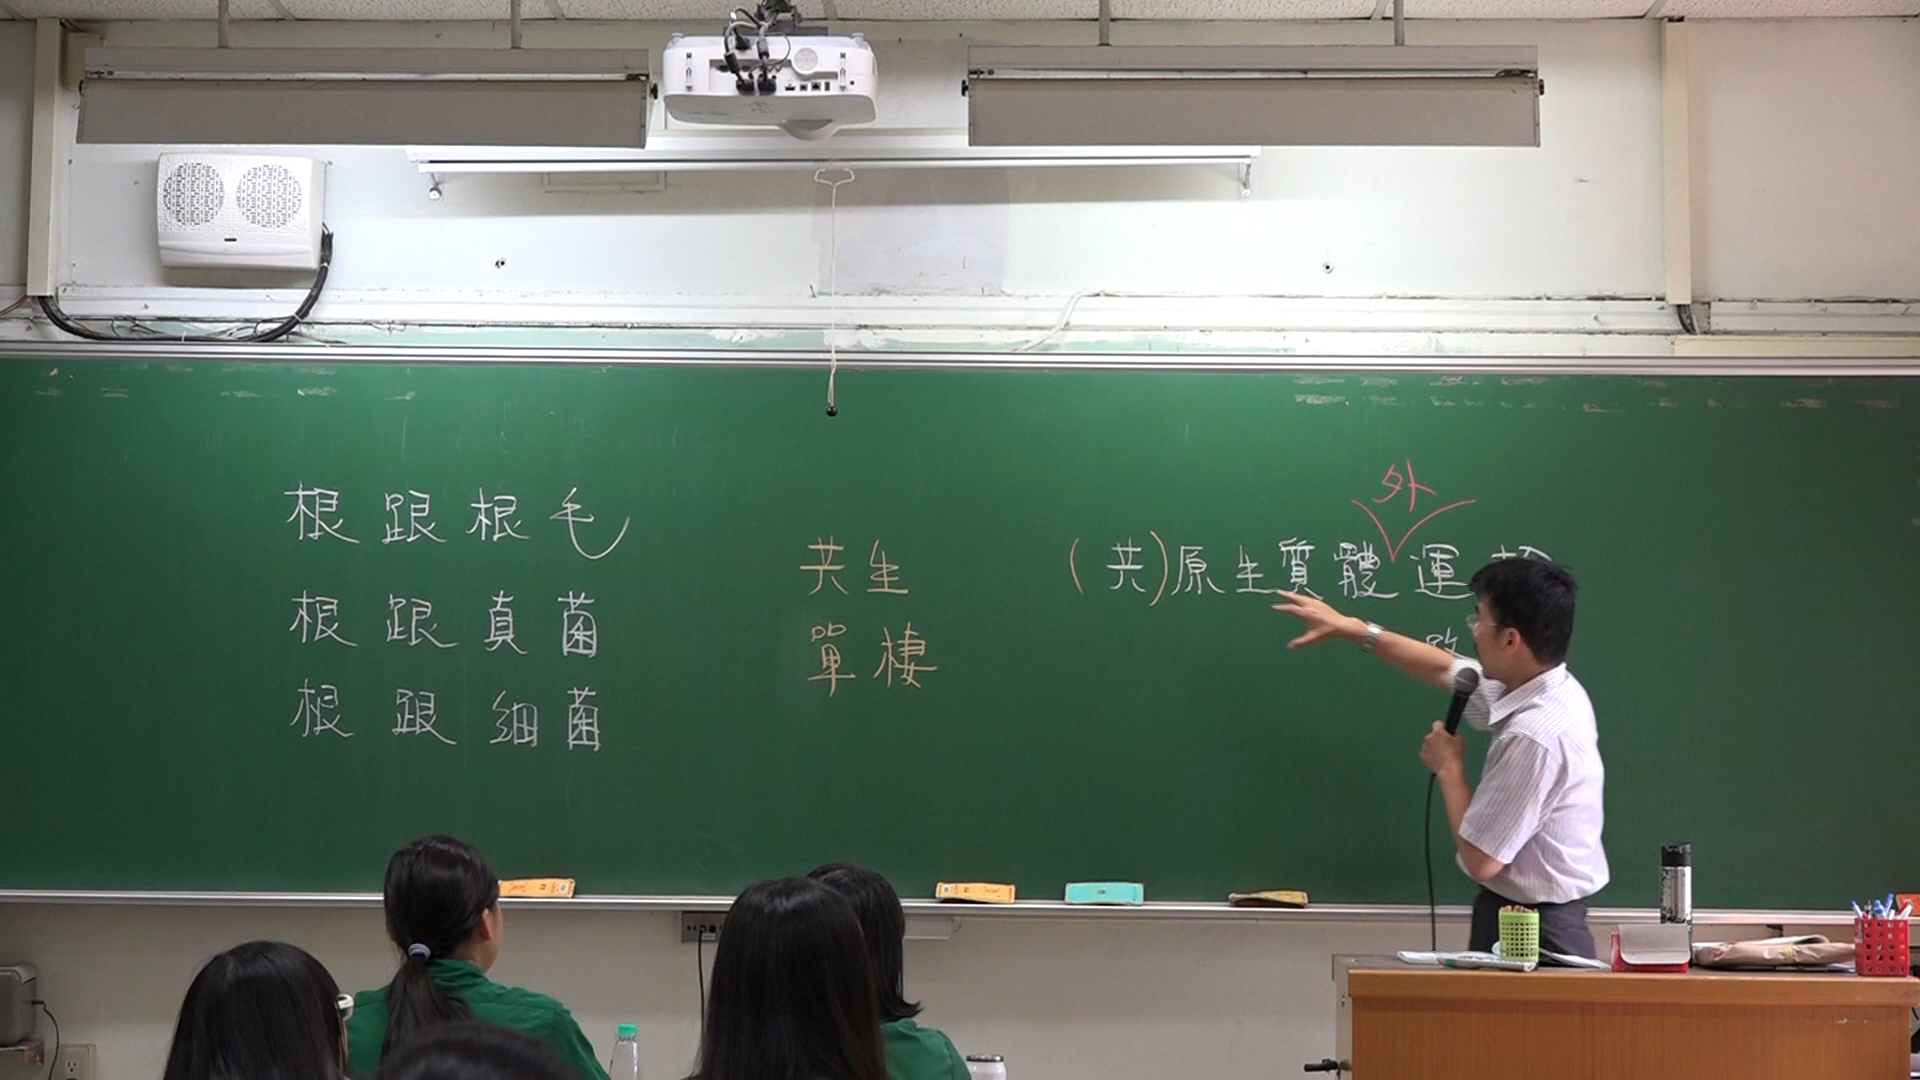 根跟根毛
根跟真菌
根跟細菌
共生
單棲
外
(共)原生質體運
路